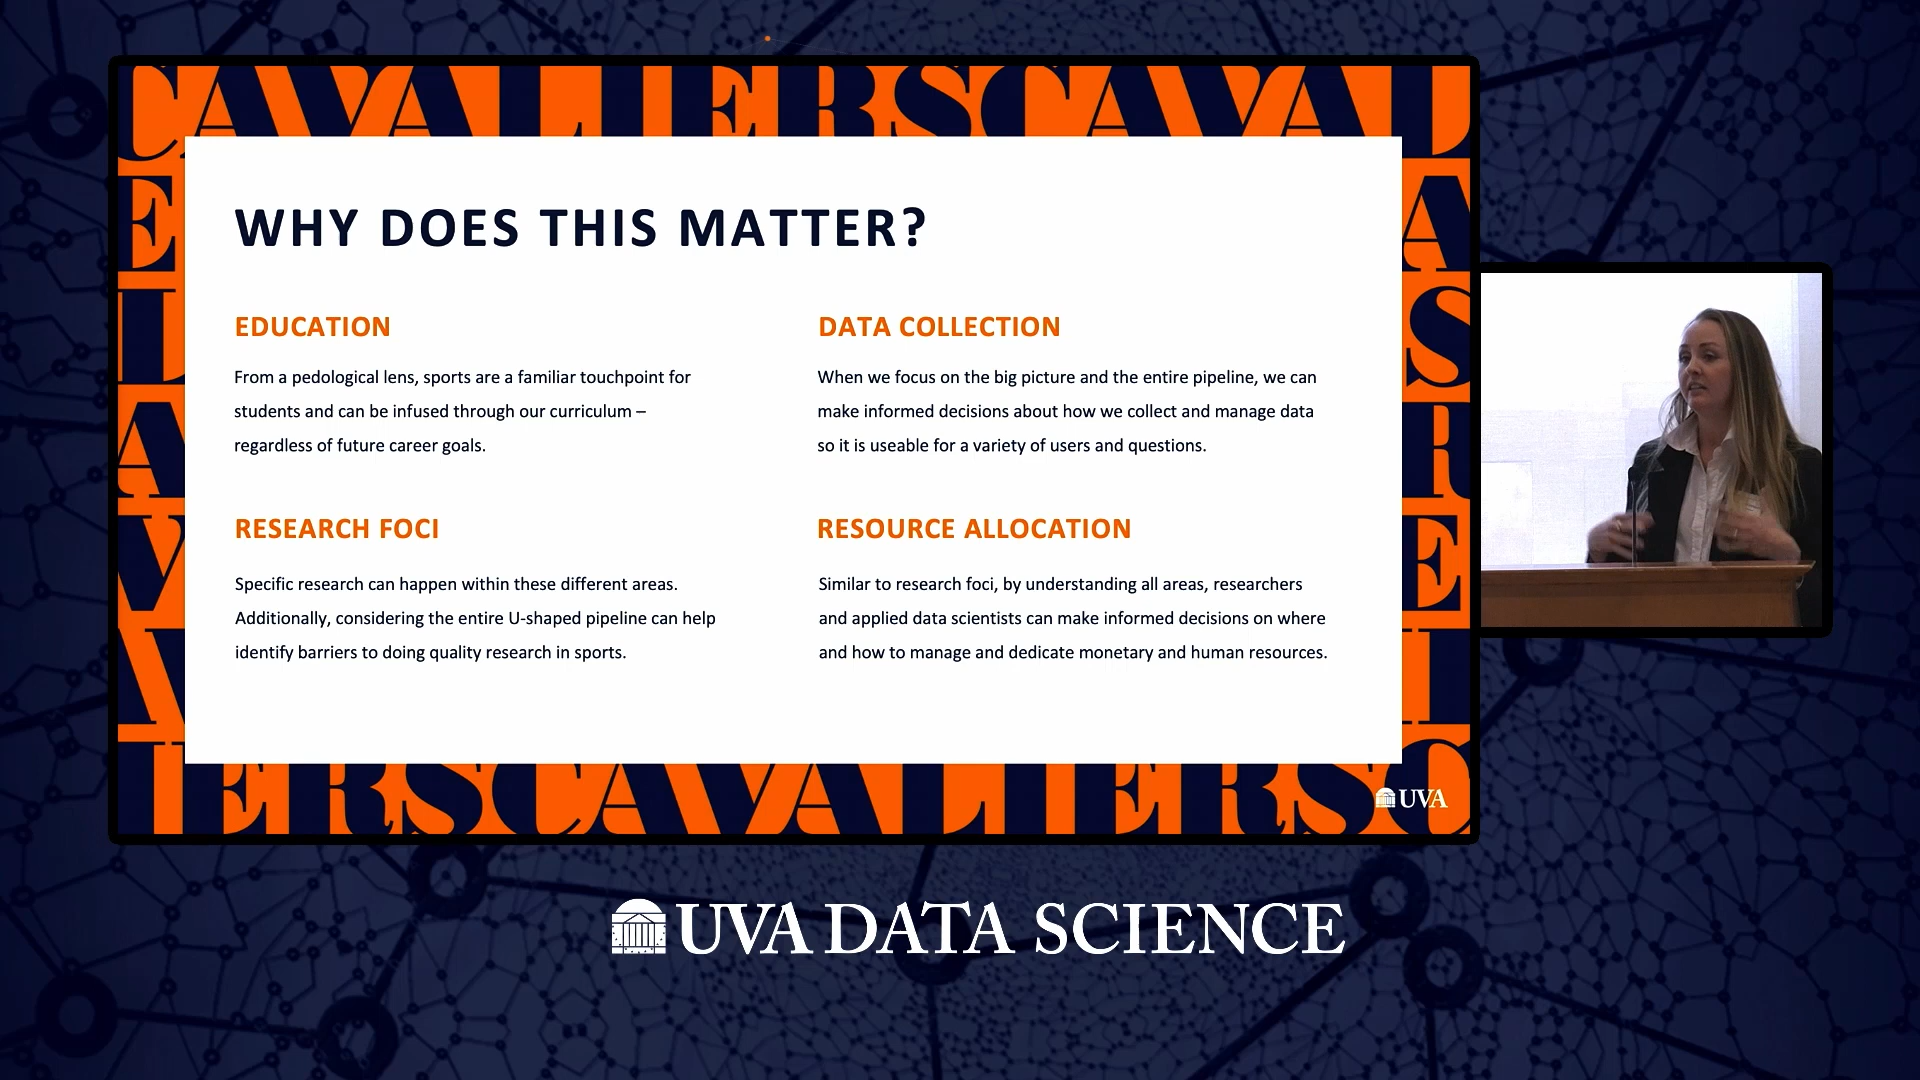 CAVALIERSCAVAL
E
A
L
S
A
R
V
E
A
I
LIERSCAVALIERSC
WHY DOES THIS MATTER?
EDUCATION
From a pedological lens, sports are a familiar touchpoint for
students and can be infused through our curriculum –
regardless of future career goals.
DATA COLLECTION
When we focus on the big picture and the entire pipeline, we can
make informed decisions about how we collect and manage data
so it is useable for a variety of users and questions.
RESEARCH FOCI
Specific research can happen within these different areas.
Additionally, considering the entire U-shaped pipeline can help
identify barriers to doing quality research in sports.
RESOURCE ALLOCATION
Similar to research foci, by understanding all areas, researchers
and applied data scientists can make informed decisions on where
and how to manage and dedicate monetary and human resources.
UVA
UVA DATA SCIENCE